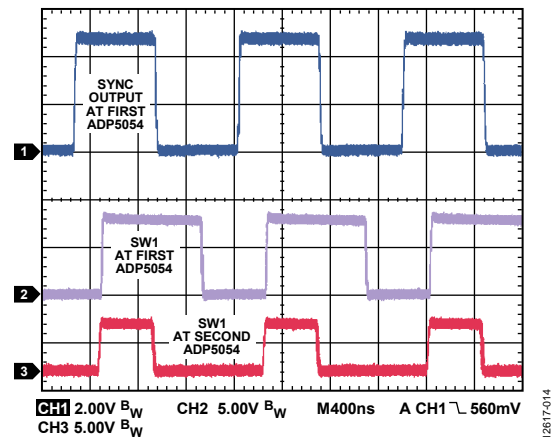 SYNC
OUTPUT
AT FIRST
ADP5054
1
SW1
AT FIRST
ADP5054
2
SW1
AT SECOND
ADP5054
3
CH1 2.00V BW CH2 5.00V BW M400ns A CH1 560mV
CH3 5.00V BW
12617-014